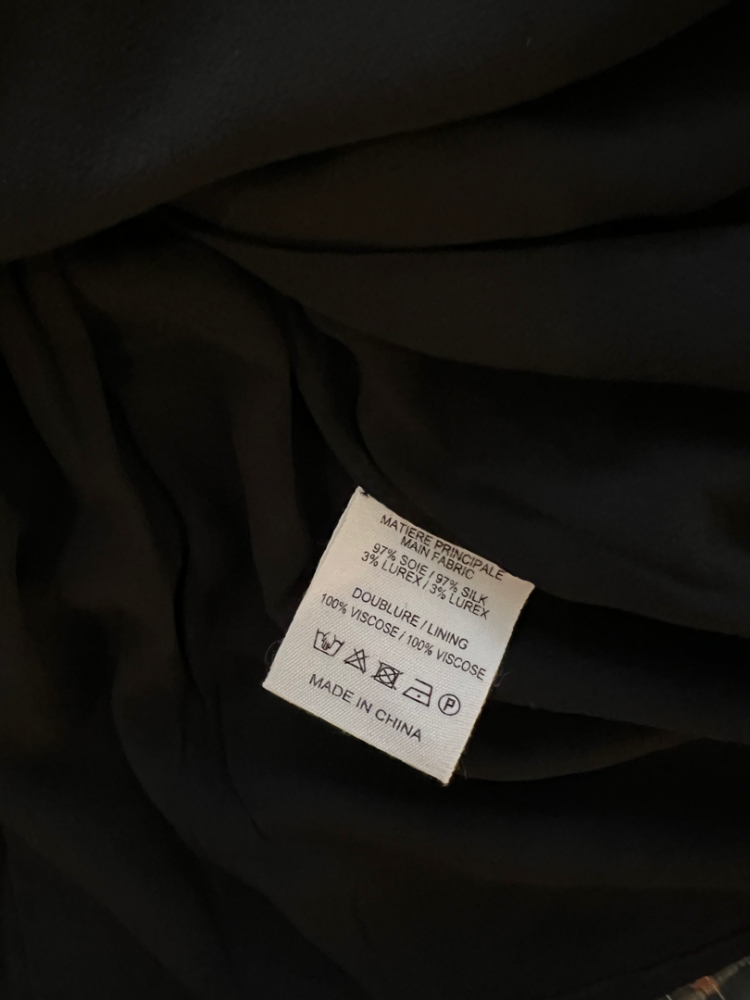 MATIERE PRINCIPALE
MAIN FABRIC
97% SOIE / 97% SILK
3% LUREX / 3% LUREX
DOUBLURE / LINING
100% VISCOSE / 100% VISCOSE
P
MADE IN CHINA